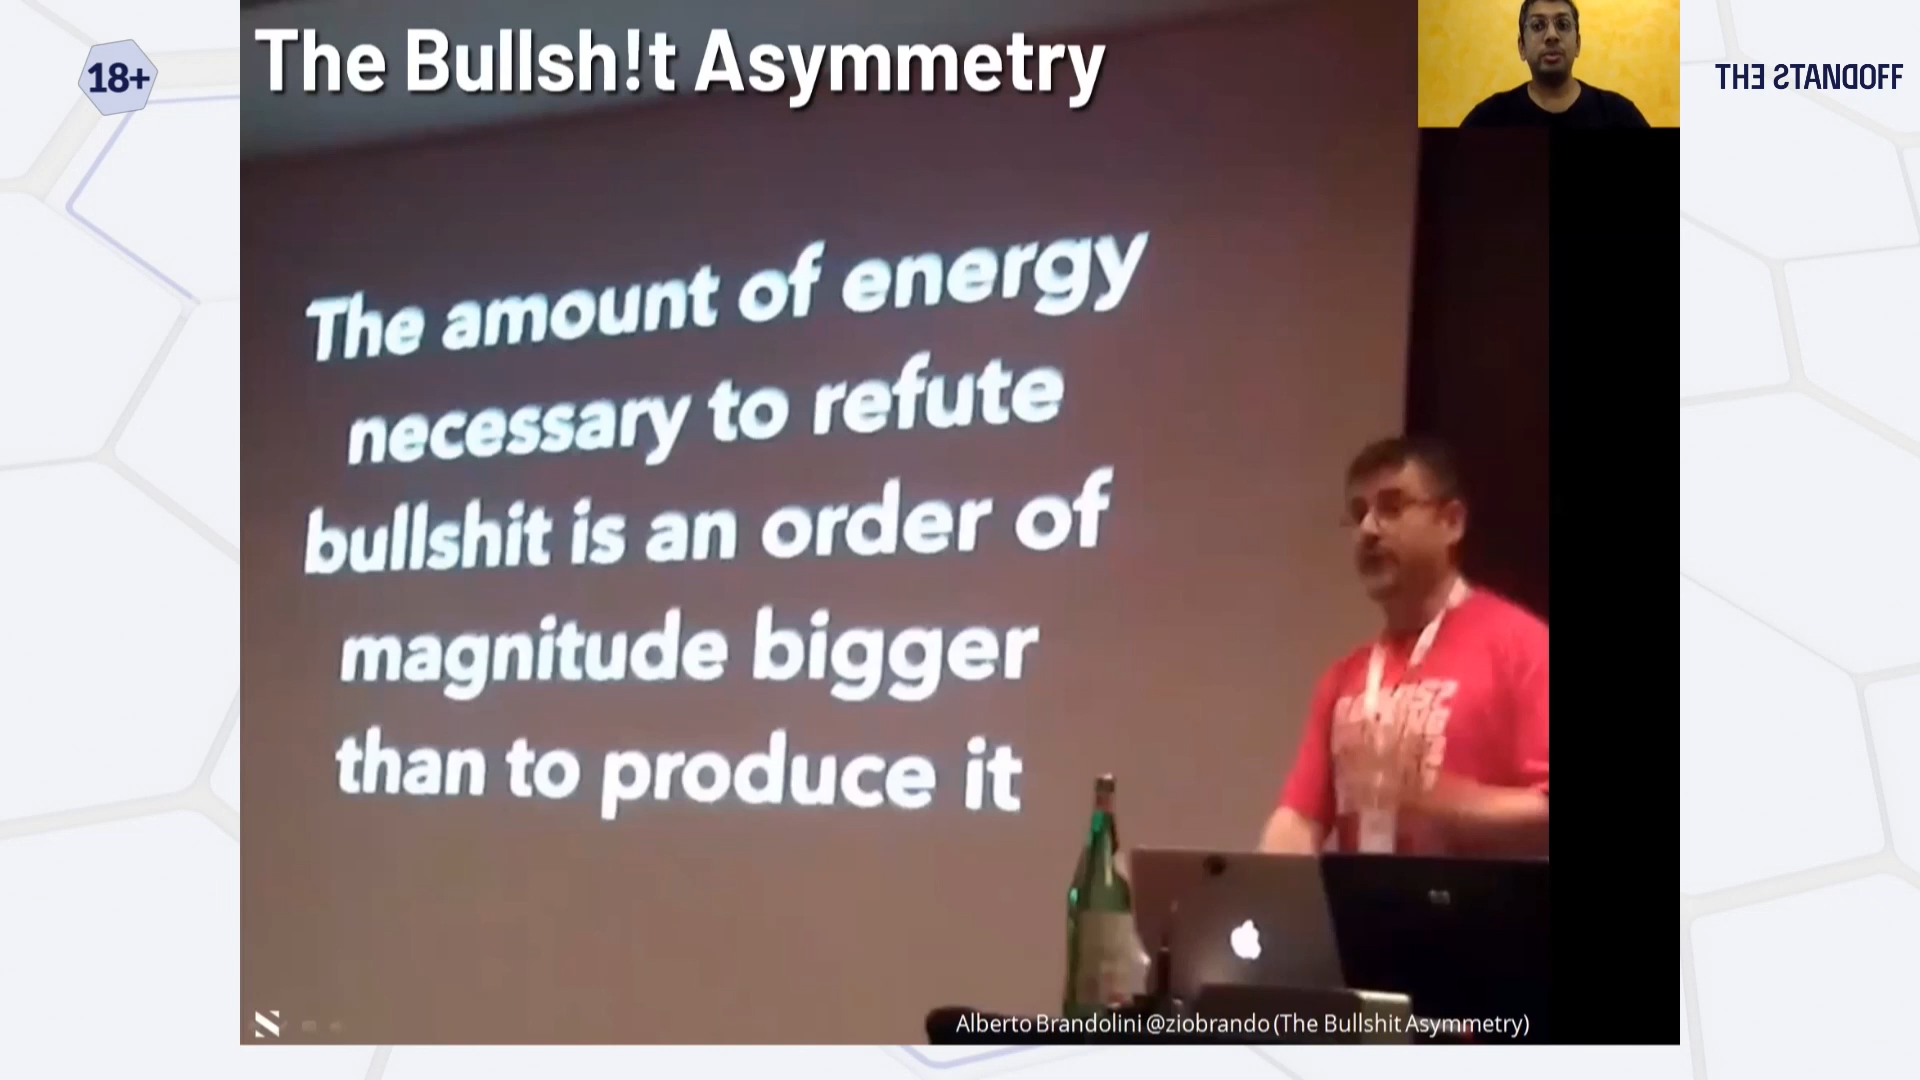 The Bullsh!t Asymmetry
18+
THE STANDOFF
The amount of energy
necessary to refute
bullshit is an order of
magnitude bigger
than to produce it
Alberto Brandolini @ziobrando (The Bullshit Asymmetry)